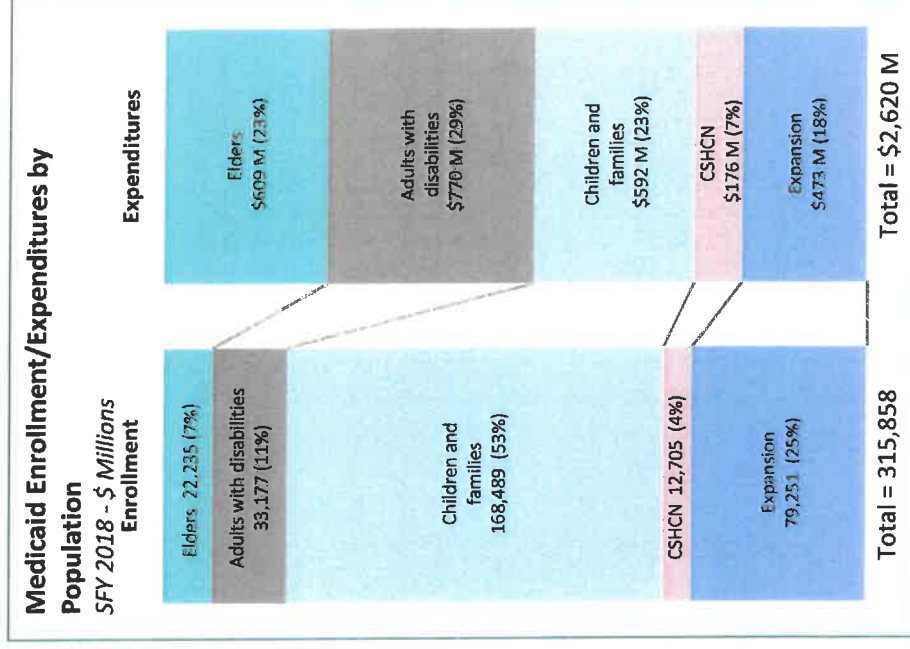 Medicaid Enrollment/Expenditures by
Population
SFY 2018 - $ Millions
Enrollment
Elders 22,235 (7%)
Adults with disabilities
33,177 (11%)
Children and
families
168,489 (53%)
CSHCN 12,705 (4%)
Expansion
79,251 (25%)
Total = 315,858
Expenditures
Elders
$609 M (23%)
Adults with
disabilities
$770 M (29%)
Children and
families
$592 M (23%)
CSHCN
$176 M (7%)
Expansion
$473 M (18%)
Total = $2,620 M